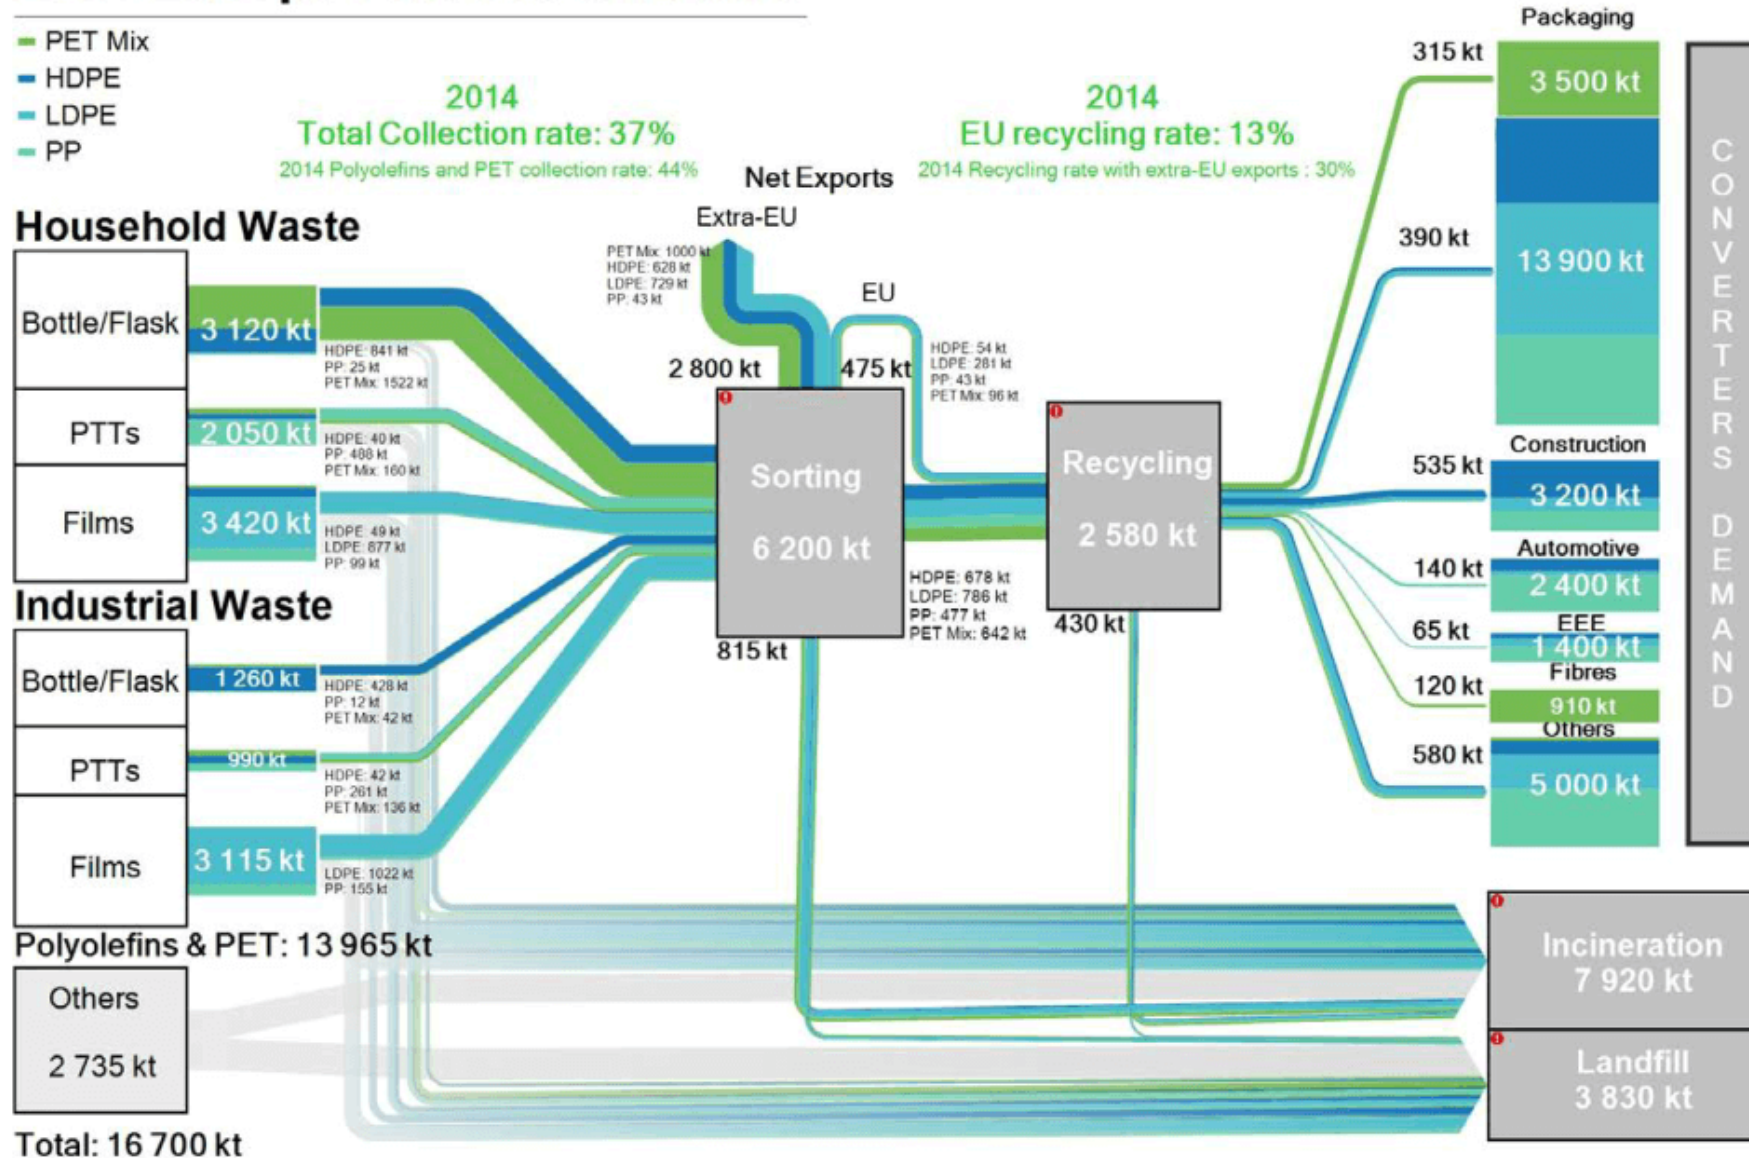 PET Mix
HDPE
LDPE
PP
2014
Total Collection rate: 37%
2014 Polyolefins and PET collection rate: 44%
2014
EU recycling rate: 13%
2014 Recycling rate with extra-EU exports : 30%
Net Exports
Extra-EU
PET Mix: 1000 kt
HDPE: 628 kt
LDPE: 729 kt
PP: 43 kt
EU
2 800 kt
475 kt
HDPE: 54 kt
LDPE: 281 kt
PP: 43 kt
PET Mix: 96 kt
Household Waste
Bottle/Flask
3 120 kt
HDPE: 841 kt
PP: 25 kt
PET Mix: 1522 kt
PTTs
2 050 kt
HDPE: 40 kt
PP: 488 kt
PET Mix: 160 kt
Films
3 420 kt
HDPE: 49 kt
LDPE: 877 kt
PP: 99 kt
Industrial Waste
Bottle/Flask
1 260 kt
HDPE: 428 kt
PP: 12 kt
PET Mix: 42 kt
PTTs
990 kt
HDPE: 42 kt
PP: 261 kt
PET Mix: 136 kt
Films
3 115 kt
LDPE: 1022 kt
PP: 155 kt
Polyolefins & PET: 13 965 kt
Others
2 735 kt
Total: 16 700 kt
Sorting
6 200 kt
815 kt
HDPE: 678 kt
LDPE: 786 kt
PP: 477 kt
PET Mix: 642 kt
Recycling
2 580 kt
430 kt
Packaging
315 kt
3 500 kt
390 kt
13 900 kt
Construction
535 kt
3 200 kt
Automotive
140 kt
2 400 kt
EEE
65 kt
1 400 kt
Fibres
120 kt
910 kt
Others
580 kt
5 000 kt
CONVERTERS DEMAND
Incineration
7 920 kt
Landfill
3 830 kt